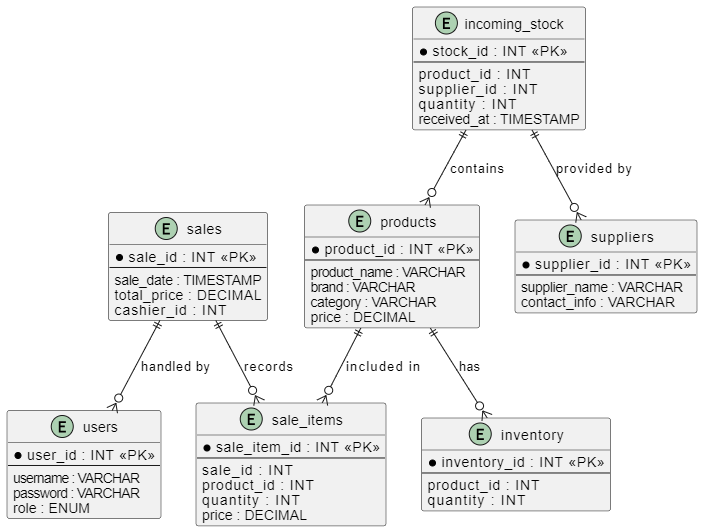 E incoming_stock
● stock_id : INT «PK»
product_id : INT
supplier_id : INT
quantity : INT
received_at : TIMESTAMP
contains
provided by
E sales
● sale_id : INT «PK»
sale_date : TIMESTAMP
total_price : DECIMAL
cashier_id : INT
E products
● product_id : INT «PK»
product_name : VARCHAR
brand : VARCHAR
category : VARCHAR
price : DECIMAL
E suppliers
● supplier_id : INT «PK»
supplier_name : VARCHAR
contact_info : VARCHAR
handled by
records
included in
has
E users
● user_id : INT «PK»
username : VARCHAR
password : VARCHAR
role : ENUM
E sale_items
● sale_item_id : INT «PK»
sale_id : INT
product_id : INT
quantity : INT
price : DECIMAL
E inventory
● inventory_id : INT «PK»
product_id : INT
quantity : INT